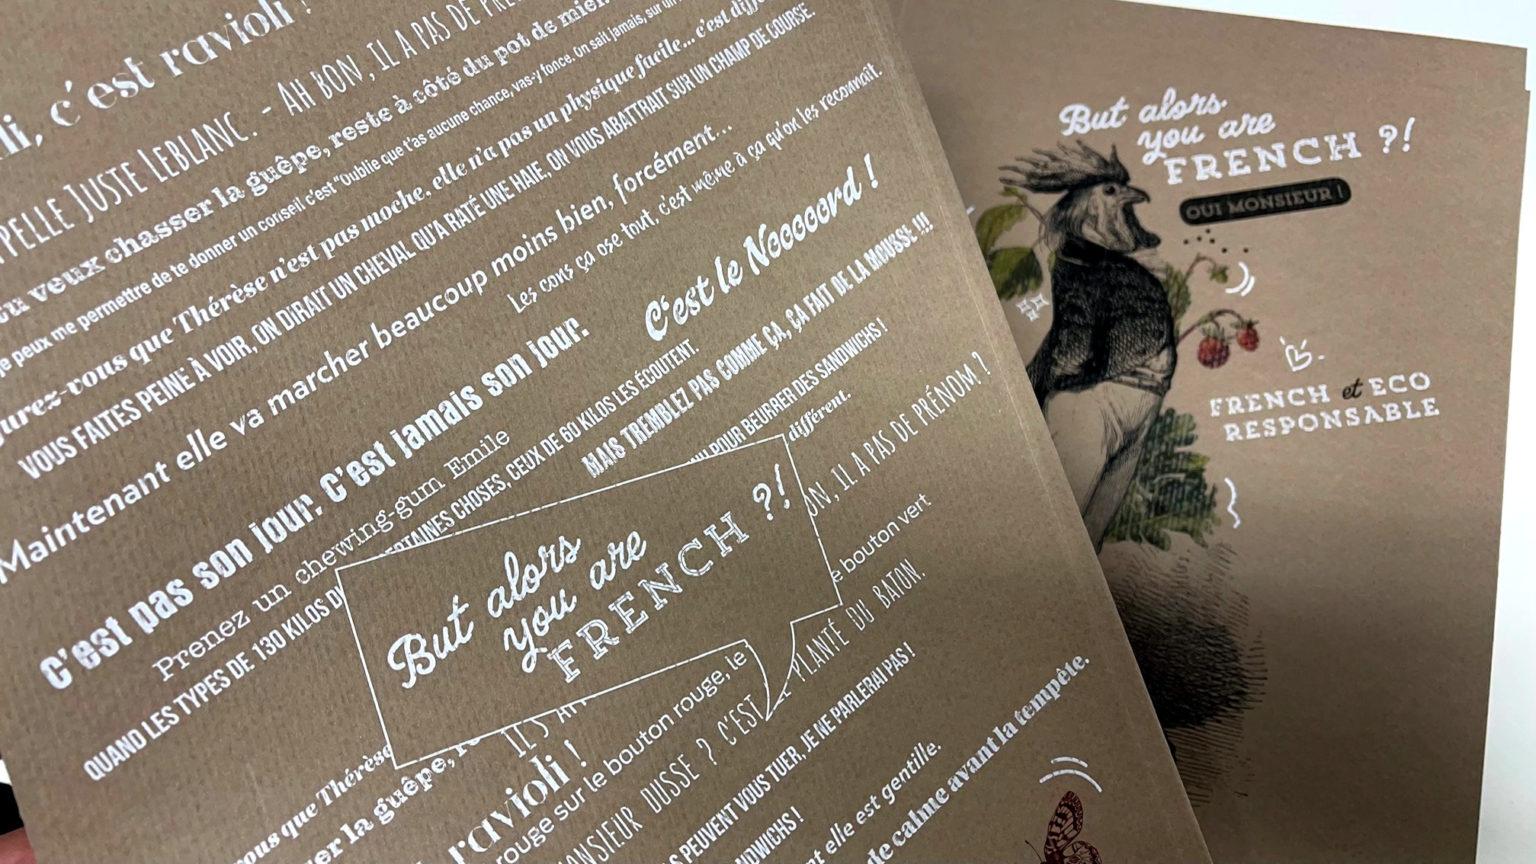 li, c'est ravioli !
PELLE JUSTE LEBLANC. - AH BON, IL A PAS DE PRÉ
tu veux chasser la guêpe, reste à côté du pot de miel
je peux me permettre de te donner un conseil c'est "Oublie que t'as aucune chance, vas-y fonce. On sait jamais, sur un
gurez-vous que Thérèse n'est pas moche, elle n'a pas un physique facile... c'est diffé
VOUS FAITES PEINE À VOIR, ON DIRAIT UN CHEVAL QU'A RATÉ UNE HAIE, ON VOUS ABATTRAIT SUR UN CHAMP DE COURSE.
Maintenant elle va marcher beaucoup moins bien, forcément...
Les cons ça ose tout, c'est même à ça qu'on les reconnaît.
C'est pas son jour. C'est jamais son jour.
C'est le Nooooord !
Prenez un chewing-gum Emile
QUAND LES TYPES DE 130 KILOS DI
ERTAINES CHOSES, CEUX DE 60 KILOS LES ÉCOUTENT.
MAIS TREMBLEZ PAS COMME ÇA, ÇA FAIT DE LA MOUSSE !!!
POUR BEURRER DES SANDWICHS !
différent.
ON, IL A PAS DE PRÉNOM ?
e bouton vert
But alors
you are
FRENCH ?!
ous que Thérèse
er la guêpe,
ravioli !
rouge sur le bouton rouge, le
MONSIEUR DUSSE ? C'EST
PLANTÉ DU BATON.
S PEUVENT VOUS TUER, JE NE PARLERAI PAS !
NDWICHS !
nt elle est gentille.
de calme avant la tempête.
But alors
you are
FRENCH ?!
OUI MONSIEUR !
FRENCH et ECO
RESPONSABLE